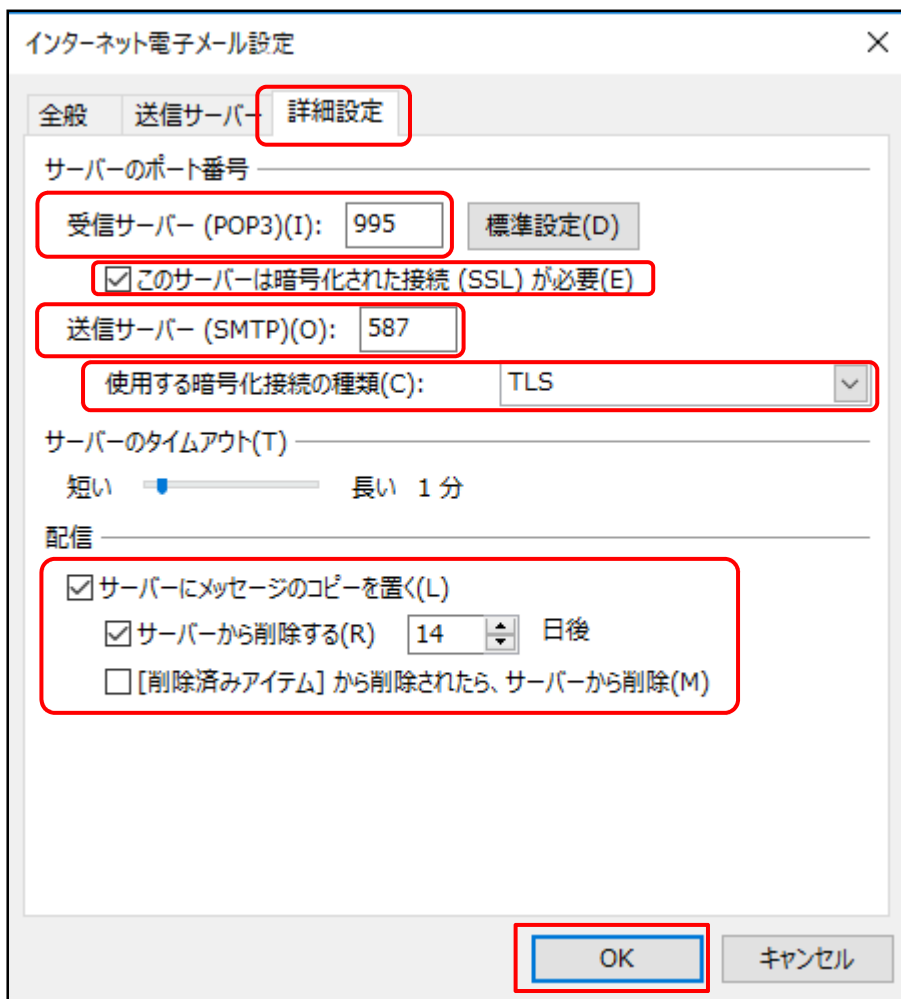 インターネット電子メール設定
全般 送信サーバー 詳細設定
サーバーのポート番号
受信サーバー (POP3)(I): 995 標準設定(D)
このサーバーは暗号化された接続 (SSL) が必要(E)
送信サーバー (SMTP)(O): 587
使用する暗号化接続の種類(C): TLS
サーバーのタイムアウト(T)
短い 長い 1 分
配信
サーバーにメッセージのコピーを置く(L)
サーバーから削除する(R) 14 日後
[削除済みアイテム] から削除されたら、サーバーから削除(M)
OK キャンセル